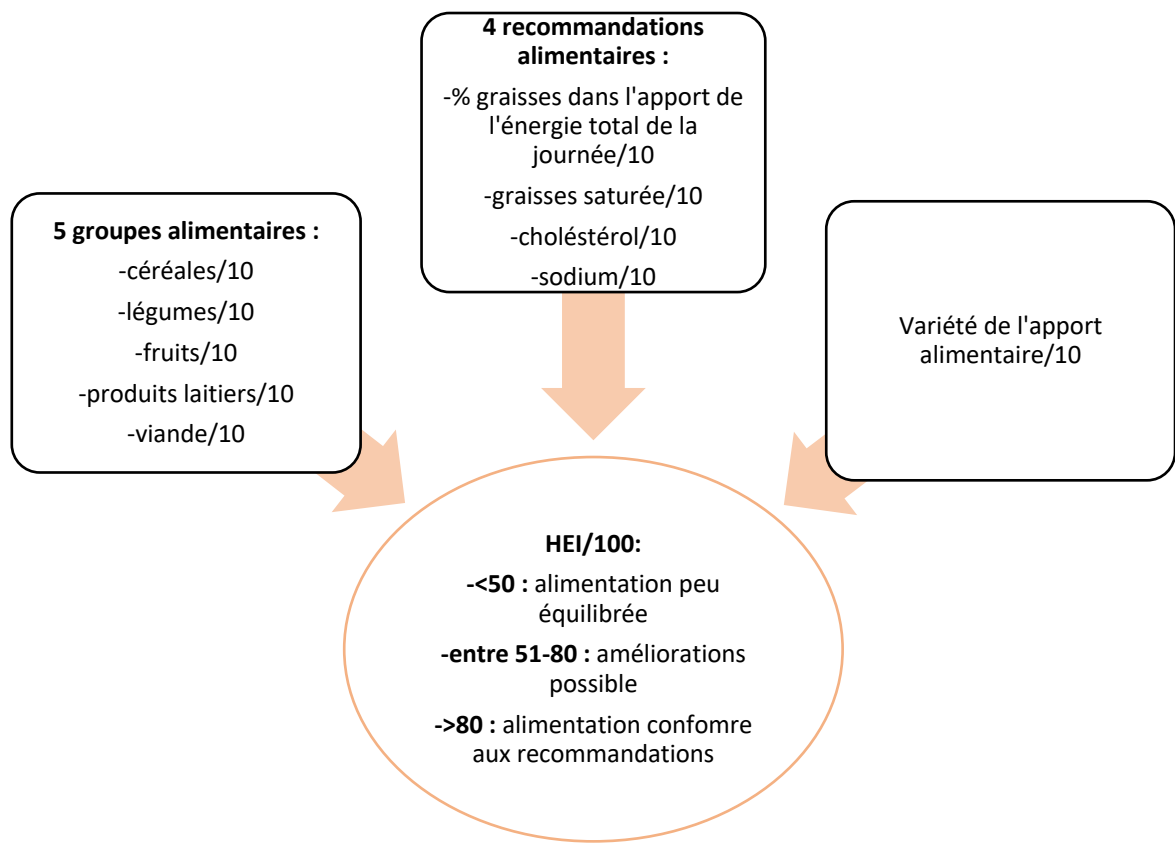 4 recommandations
alimentaires :
-% graisses dans l'apport de
l'énergie total de la
journée/10
-graisses saturée/10
-choléstérol/10
-sodium/10
5 groupes alimentaires :
-céréales/10
-légumes/10
-fruits/10
-produits laitiers/10
-viande/10
Variété de l'apport
alimentaire/10
HEI/100:
-<50 : alimentation peu
équilibrée
-entre 51-80 : améliorations
possible
->80 : alimentation confomre
aux recommandations